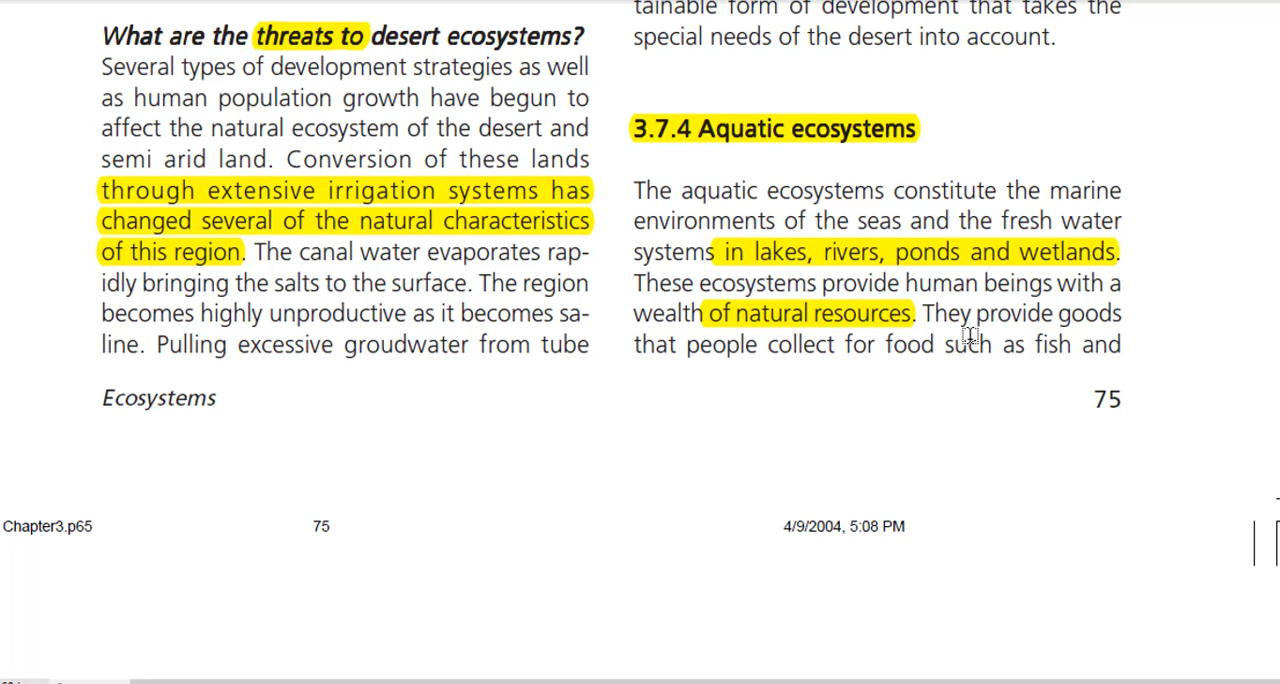 What are the threats to desert ecosystems?
Several types of development strategies as well
as human population growth have begun to
affect the natural ecosystem of the desert and
semi arid land. Conversion of these lands
through extensive irrigation systems has
changed several of the natural characteristics
of this region. The canal water evaporates rap-
idly bringing the salts to the surface. The region
becomes highly unproductive as it becomes sa-
line. Pulling excessive groundwater from tube
tainable form of development that takes the
special needs of the desert into account.
3.7.4 Aquatic ecosystems
The aquatic ecosystems constitute the marine
environments of the seas and the fresh water
systems in lakes, rivers, ponds and wetlands.
These ecosystems provide human beings with a
wealth of natural resources. They provide goods
that people collect for food such as fish and
Ecosystems
75
Chapter3.p65
75
4/9/2004, 5:08 PM